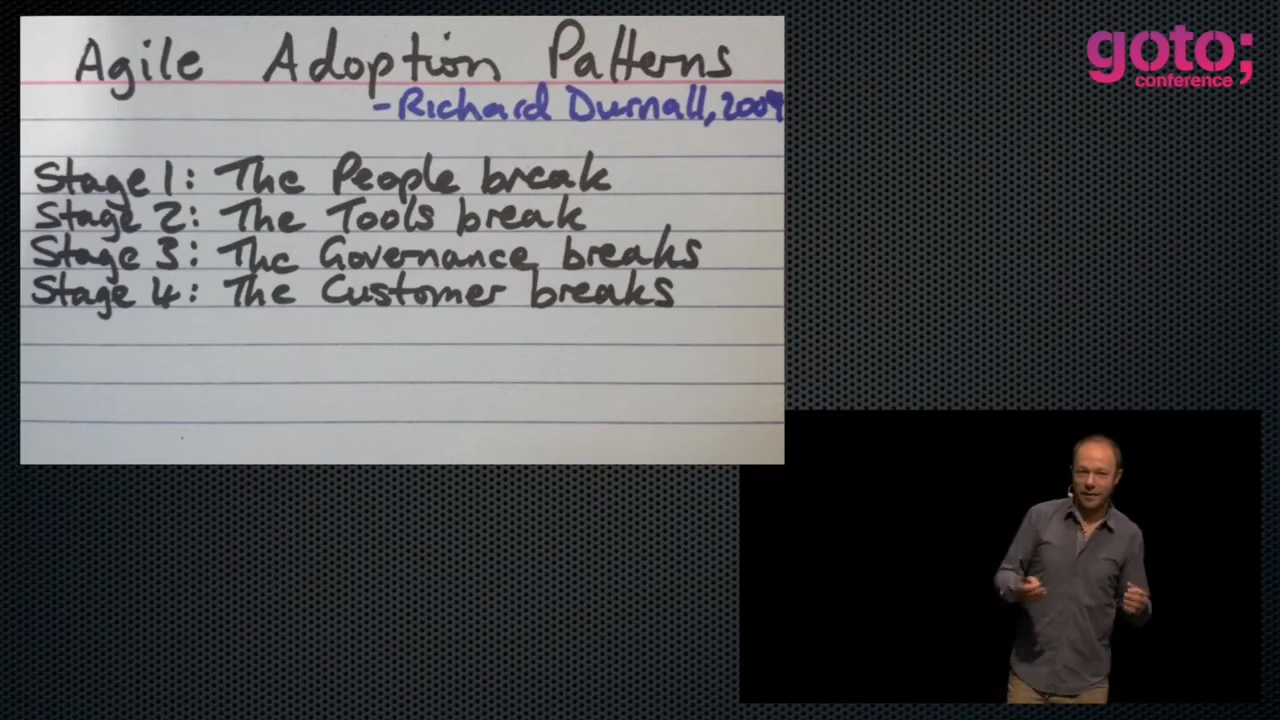 Agile Adoption Patterns
- Richard Durnall, 2009
Stage 1: The People break
Stage 2: The Tools break
Stage 3: The Governance breaks
Stage 4: The Customer breaks
goto;
conference